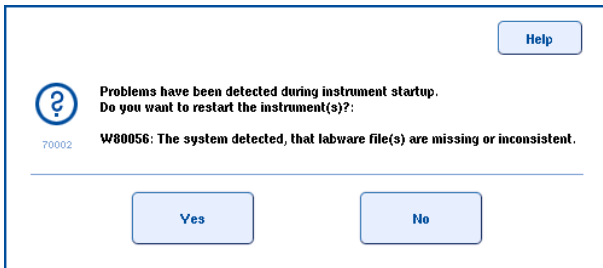 Help
Problems have been detected during instrument startup.
Do you want to restart the instrument(s)?:
70002
W80056: The system detected, that labware file(s) are missing or inconsistent.
Yes
No